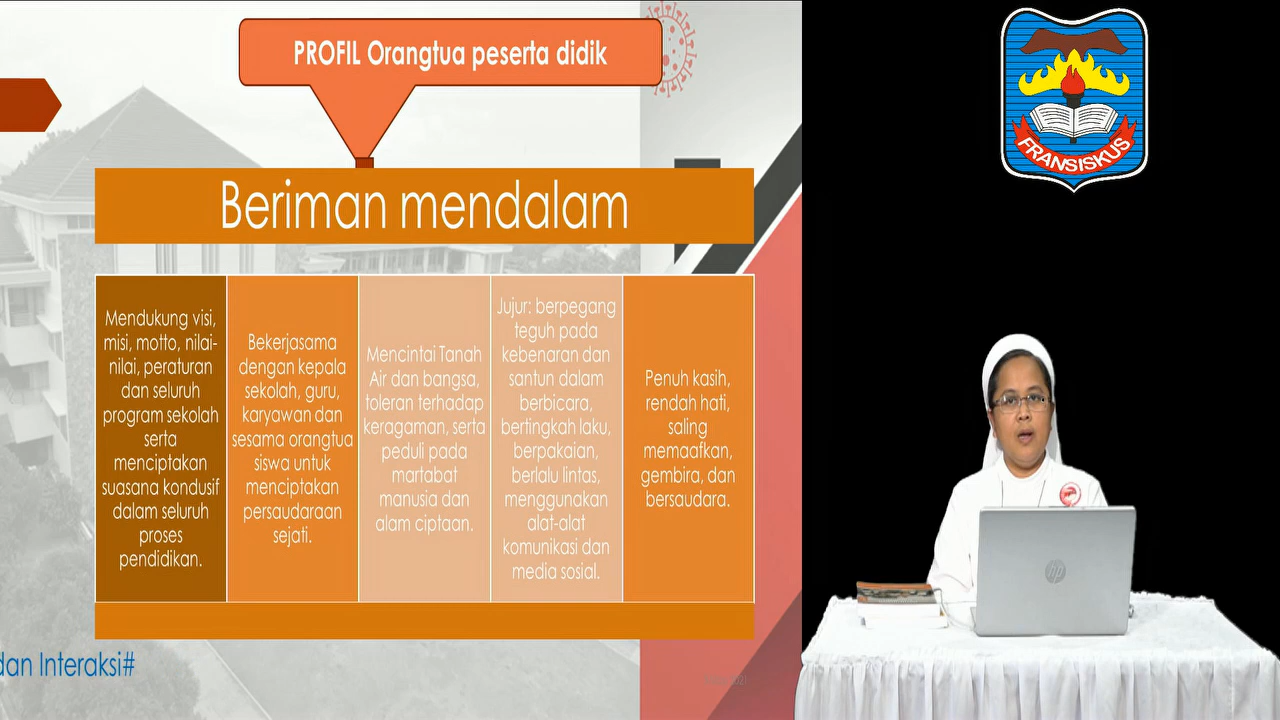 PROFIL Orangtua peserta didik
Beriman mendalam
Mendukung visi,
misi, motto, nilai-
nilai, peraturan
dan seluruh
program sekolah
serta
menciptakan
suasana kondusif
dalam seluruh
proses
pendidikan.
Bekerjasama
dengan kepala
sekolah, guru,
karyawan dan
sesama orangtua
siswa untuk
menciptakan
persaudaraan
sejati.
Mencintai Tanah
Air dan bangsa,
toleran terhadap
keragaman, serta
peduli pada
martabat
manusia dan
alam ciptaan.
Jujur: berpegang
teguh pada
kebenaran dan
santun dalam
berbicara,
bertingkah laku,
berpakaian,
berlalu lintas,
menggunakan
alat-alat
komunikasi dan
media sosial.
Penuh kasih,
rendah hati,
saling
memaafkan,
gembira, dan
bersaudara.
dan Interaksi#
FRANSISKUS
hp